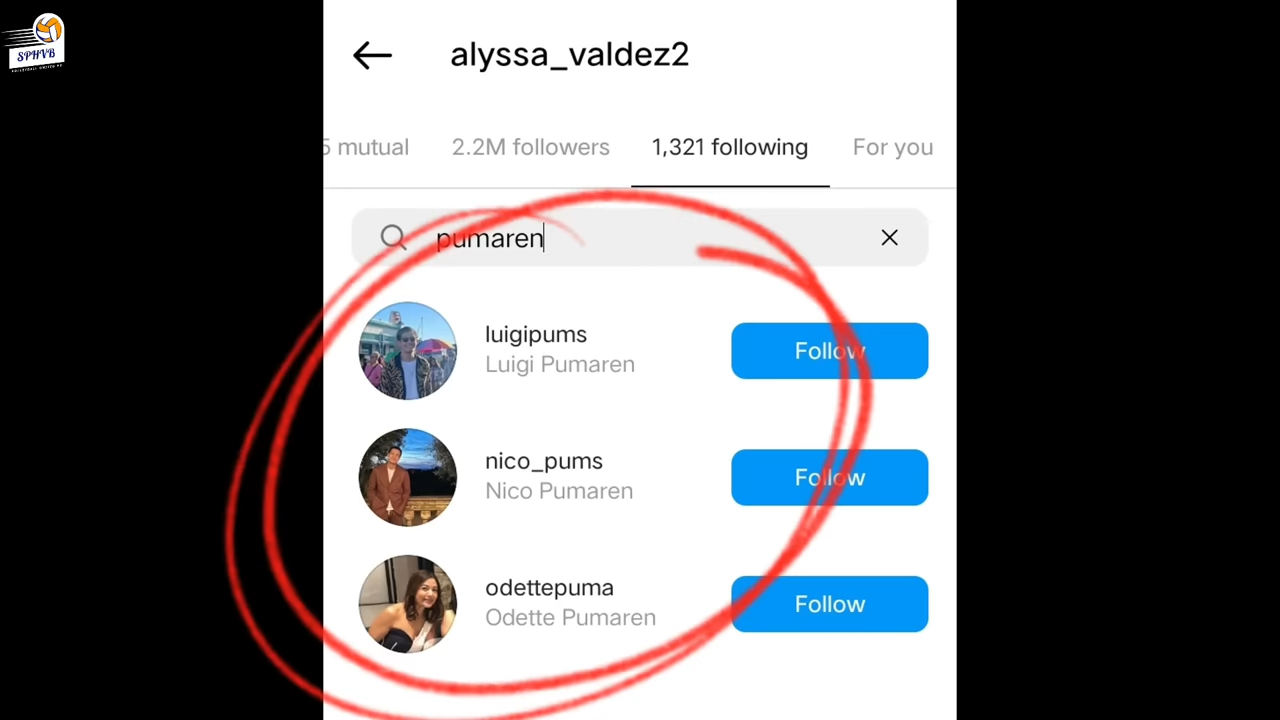 SPHVB
alyssa_valdez2
5 mutual 2.2M followers 1,321 following For you
pumaren
luigipums
Luigi Pumaren
Follow
nico_pums
Nico Pumaren
Follow
odettepuma
Odette Pumaren
Follow